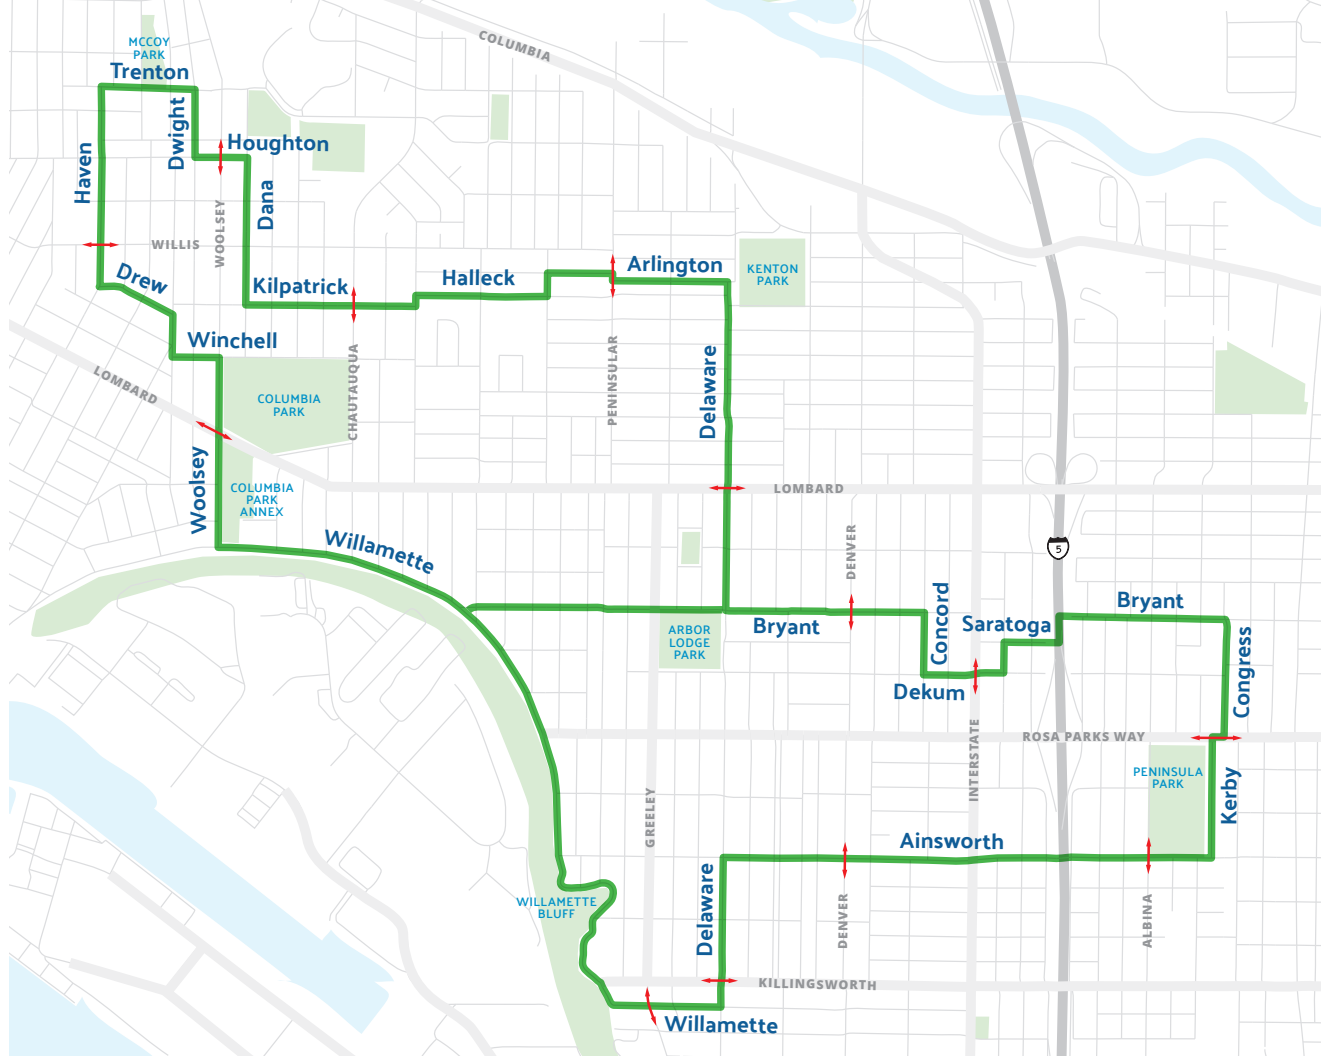 COLUMBIA
MCCOY
PARK
Trenton
Dwight
Houghton
Haven
Dana
WOOLSEY
WILLIS
Drew
Kilpatrick
Halleck
Arlington
KENTON
PARK
Winchell
LOMBARD
COLUMBIA
PARK
CHAUTAUQUA
PENINSULAR
Delaware
Woolsey
COLUMBIA
PARK
ANNEX
LOMBARD
Willamette
DENVER
5
ARBOR
LODGE
PARK
Bryant
Concord
Saratoga
Bryant
Dekum
Congress
INTERSTATE
ROSA PARKS WAY
PENINSULA
PARK
Kerby
GREELEY
Ainsworth
WILLAMETTE
BLUFF
Delaware
DENVER
ALBINA
KILLINGSWORTH
Willamette